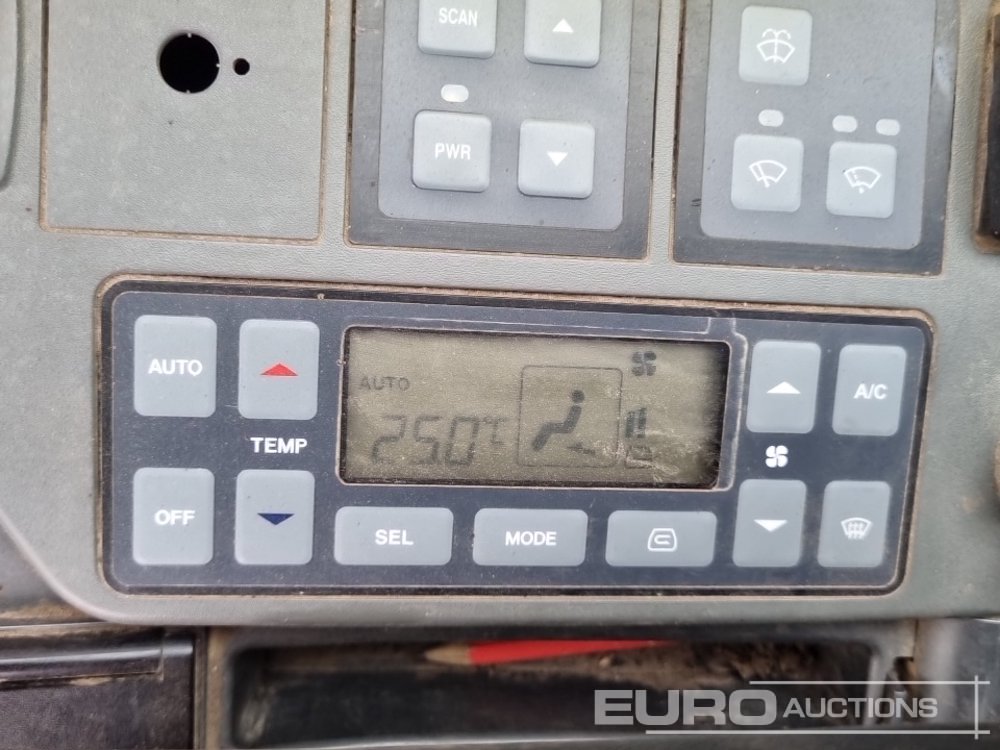 SCAN
PWR
AUTO
TEMP
OFF
AUTO
25.0°C
A/C
SEL
MODE
EURO AUCTIONS